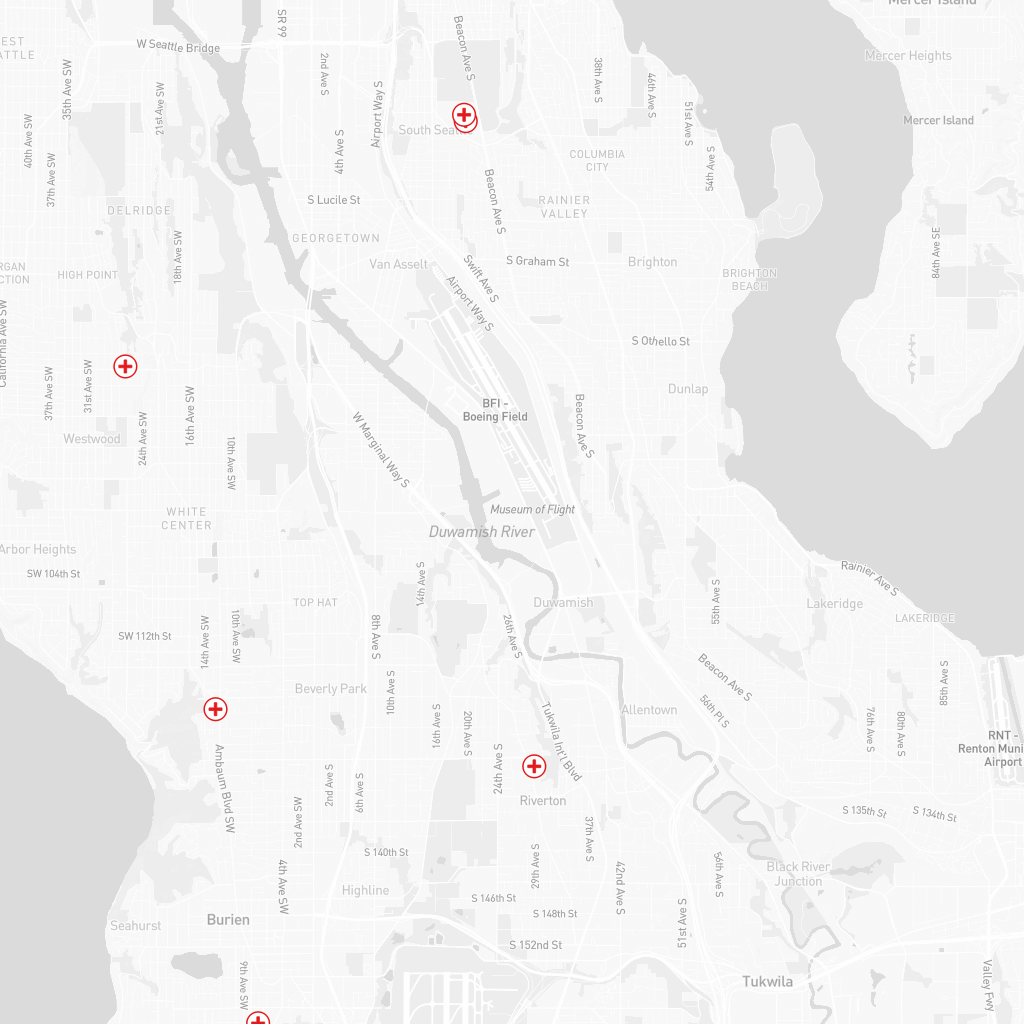 Mercer Island
EST
ATTLE
W Seattle Bridge
SR 99
Beacon Ave S
Mercer Heights
35th Ave SW
21st Ave SW
2nd Ave S
Airport Way S
38th Ave S
46th Ave S
51st Ave S
40th Ave SW
4th Ave S
South Seattle
Mercer Island
37th Ave SW
COLUMBIA
CITY
54th Ave S
S Lucile St
Beacon Ave S
RAINIER
VALLEY
DELRIDGE
GEORGETOWN
18th Ave SW
84th Ave SE
RGAN
CTION
HIGH POINT
Van Asselt
Swift Ave S
S Graham St
Brighton
BRIGHTON
BEACH
Airport Way S
California Ave SW
S Othello St
37th Ave SW
31st Ave SW
Dunlap
BFI -
Boeing Field
Beacon Ave S
Westwood
24th Ave SW
16th Ave SW
10th Ave SW
W Marginal Way S
WHITE
CENTER
Museum of Flight
Duwamish River
Arbor Heights
SW 104th St
14th Ave S
Rainier Ave S
TOP HAT
8th Ave S
Duwamish
55th Ave S
Lakeridge
LAKERIDGE
SW 112th St
14th Ave SW
10th Ave SW
26th Ave S
Beverly Park
10th Ave S
Beacon Ave S
56th Pl S
85th Ave S
16th Ave S
20th Ave S
Tukwila Int'l Blvd
Allentown
76th Ave S
80th Ave S
RNT -
Renton Muni
Airport
Ambaum Blvd SW
2nd Ave S
6th Ave S
24th Ave S
2nd Ave SW
Riverton
37th Ave S
S 135th St
S 134th St
S 140th St
4th Ave SW
29th Ave S
42nd Ave S
56th Ave S
Black River
Junction
Highline
S 146th St
S 148th St
51st Ave S
Seahurst
Burien
S 152nd St
9th Ave SW
Tukwila
Valley Fwy